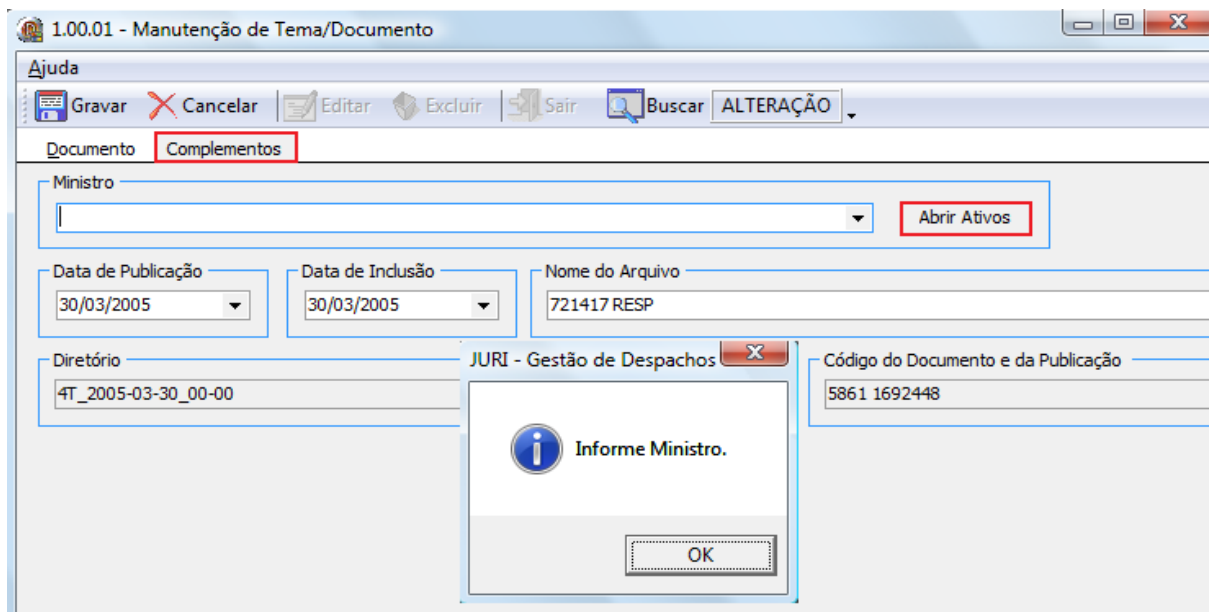 1.00.01 - Manutenção de Tema/Documento
Ajuda
Gravar Cancelar Editar Excluir Sair Buscar ALTERAÇÃO
Documento Complementos
Ministro
Abrir Ativos
Data de Publicação Data de Inclusão Nome do Arquivo
30/03/2005 30/03/2005 721417 RESP
Diretório JURI - Gestão de Despachos Código do Documento e da Publicação
4T_2005-03-30_00-00 5861 1692448
Informe Ministro.
OK